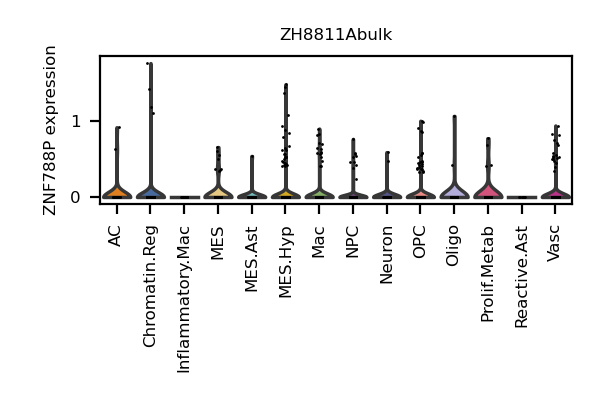 ZH8811Abulk
ZNF788P expression
1
0
AC
Chromatin.Reg
Inflammatory.Mac
MES
MES.Ast
MES.Hyp
Mac
NPC
Neuron
OPC
Oligo
Prolif.Metab
Reactive.Ast
Vasc